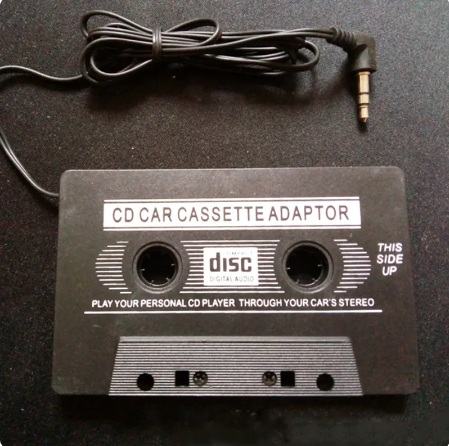 CD CAR CASSETTE ADAPTOR
disc
DIGITAL AUDIO
THIS
SIDE
UP
PLAY YOUR PERSONAL CD PLAYER THROUGH YOUR CAR'S STEREO